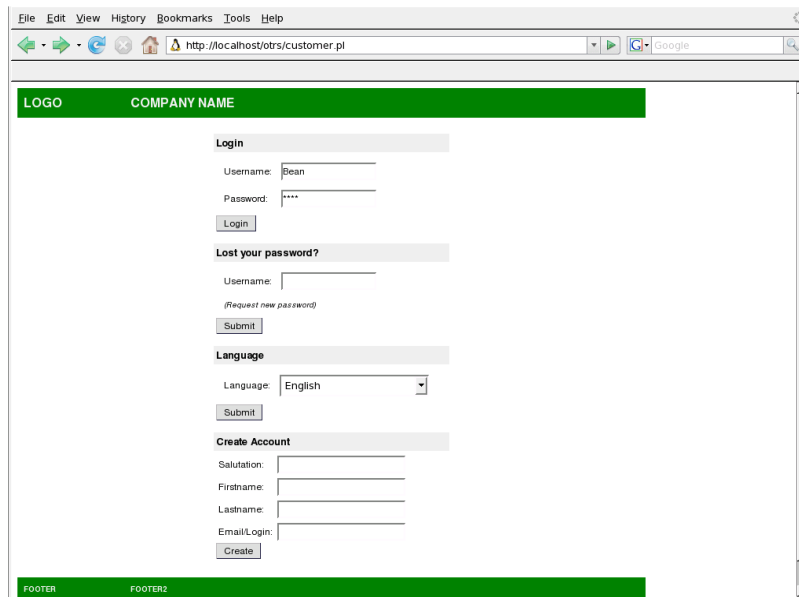 File Edit View History Bookmarks Tools Help
http://localhost/otrs/customer.pl G Google
LOGO COMPANY NAME
Login
Username: Bean
Password: ****
Login
Lost your password?
Username:
(Request new password)
Submit
Language
Language: English
Submit
Create Account
Salutation:
Firstname:
Lastname:
Email/Login:
Create
FOOTER FOOTER2